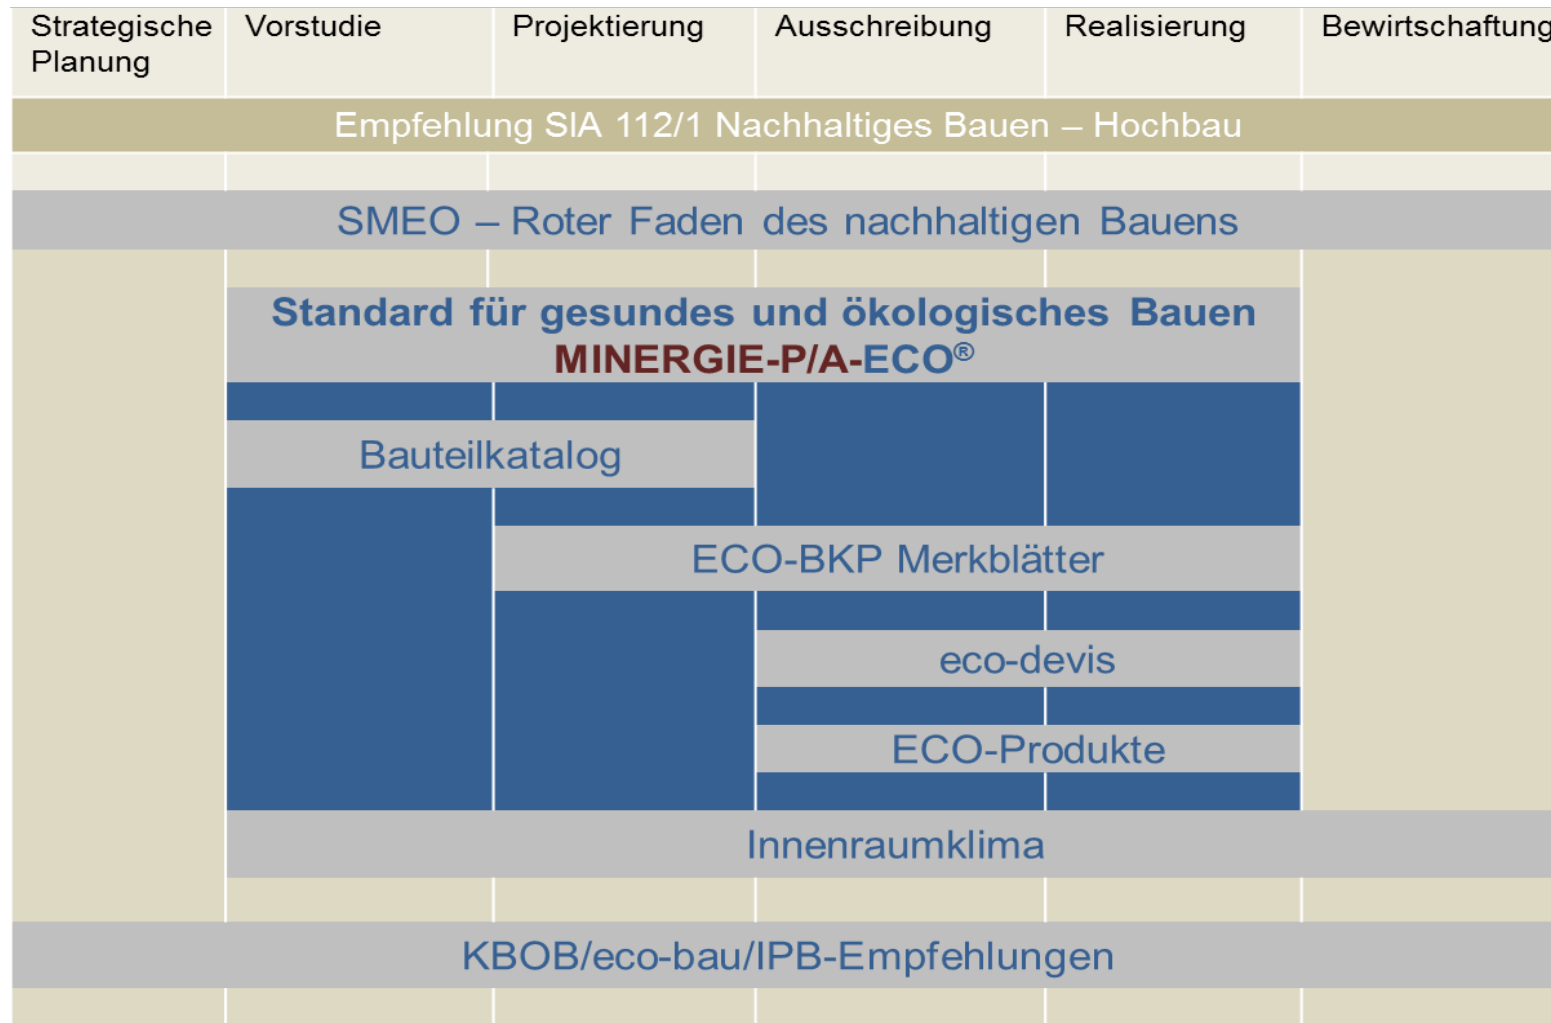 Strategische Planung
Vorstudie
Projektierung
Ausschreibung
Realisierung
Bewirtschaftung
Empfehlung SIA 112/1 Nachhaltiges Bauen – Hochbau
SMEO – Roter Faden des nachhaltigen Bauens
Standard für gesundes und ökologisches Bauen
MINERGIE-P/A-ECO®
Bauteilkatalog
ECO-BKP Merkblätter
eco-devis
ECO-Produkte
Innenraumklima
KBOB/eco-bau/IPB-Empfehlungen